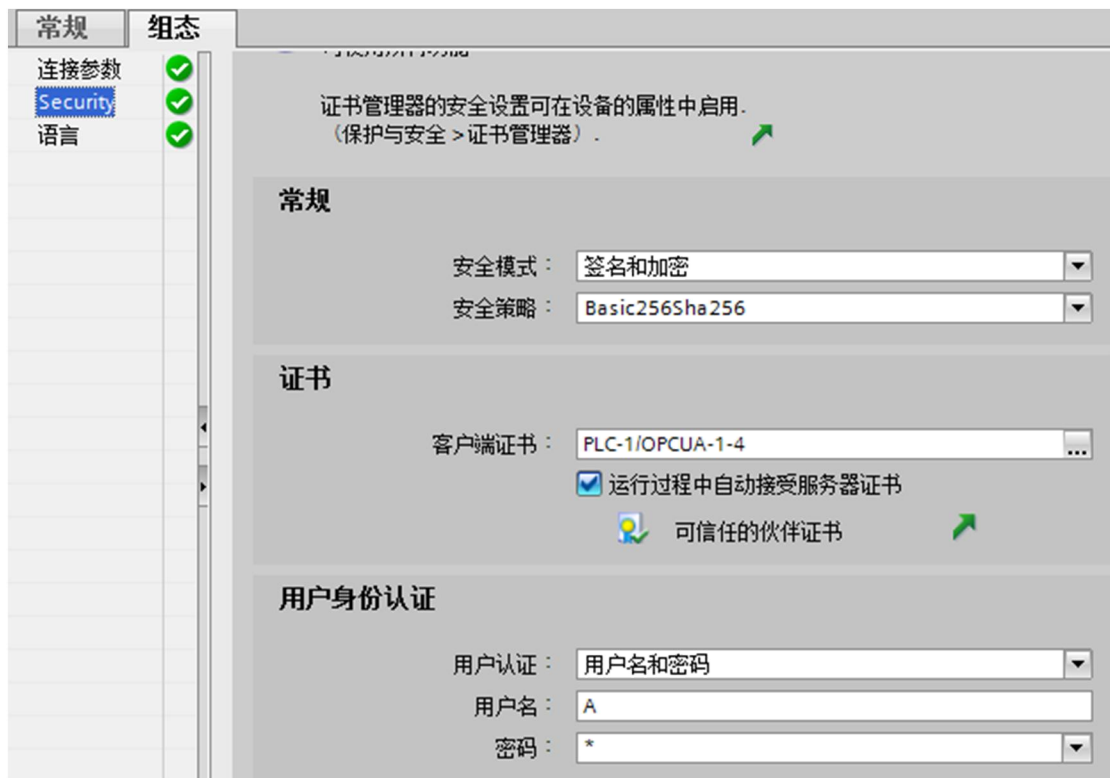 常规
组态
连接参数
Security
语言
证书管理器的安全设置可在设备的属性中启用.
（保护与安全 >证书管理器）.
常规
安全模式：
签名和加密
安全策略：
Basic256Sha256
证书
客户端证书：
PLC-1/OPCUA-1-4
...
运行过程中自动接受服务器证书
可信任的伙伴证书
用户身份认证
用户认证：
用户名和密码
用户名：
A
密码：
*